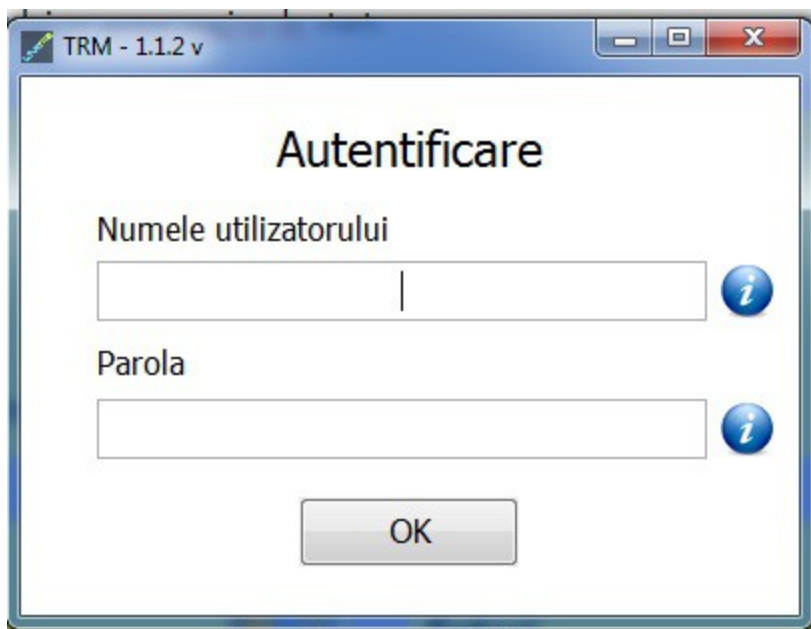 TRM - 1.1.2 v
Autentificare
Numele utilizatorului
Parola
OK